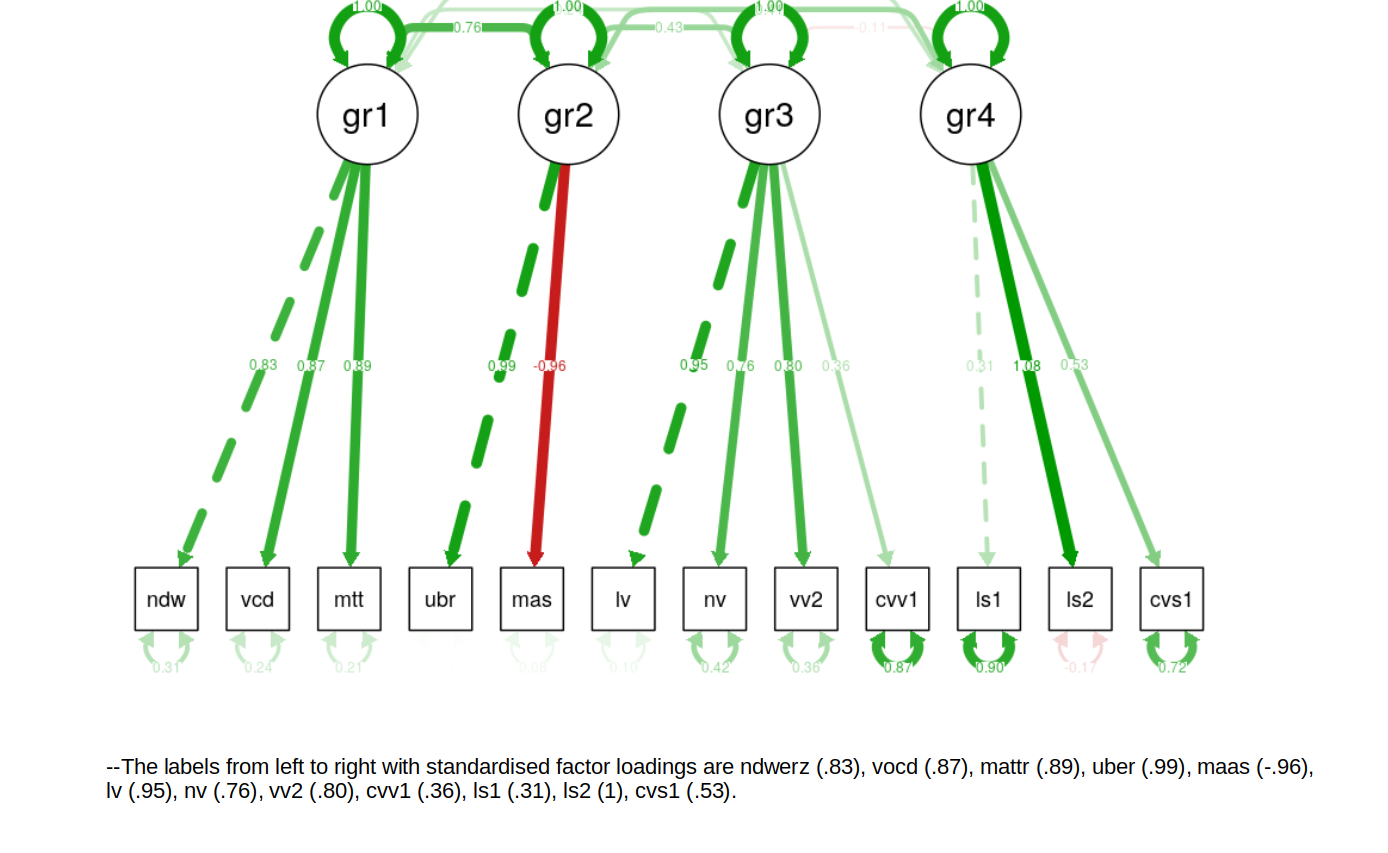 1.00 1.00 1.00 1.00
0.76 0.43 -0.11
gr1 gr2 gr3 gr4
0.83 0.87 0.89 0.99 -0.96 0.95 0.76 0.80 0.36 0.31 1.08 0.53
ndw vcd mtt ubr mas lv nv vv2 cvv1 ls1 ls2 cvs1
0.31 0.24 0.21 0.08 0.10 0.42 0.36 0.87 0.90 -0.17 0.72
--The labels from left to right with standardised factor loadings are ndwerz (.83), vocd (.87), mattr (.89), uber (.99), maas (-.96),
lv (.95), nv (.76), vv2 (.80), cvv1 (.36), ls1 (.31), ls2 (1), cvs1 (.53).